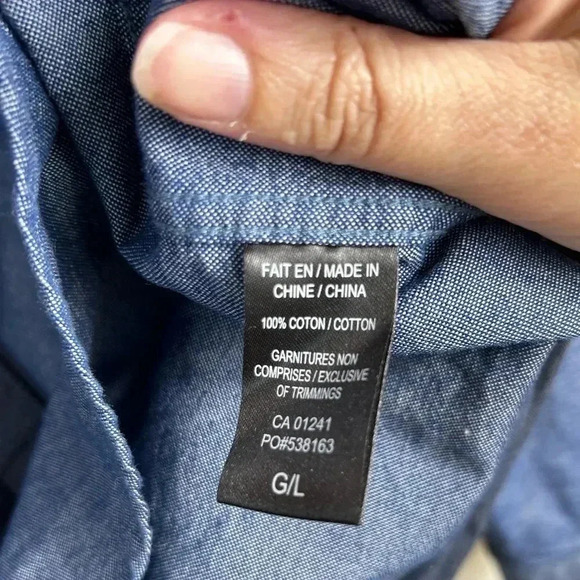 FAIT EN / MADE IN
CHINE / CHINA
100% COTON / COTTON
GARNITURES NON
COMPRISES / EXCLUSIVE
OF TRIMMINGS
CA 01241
PO#538163
G/L